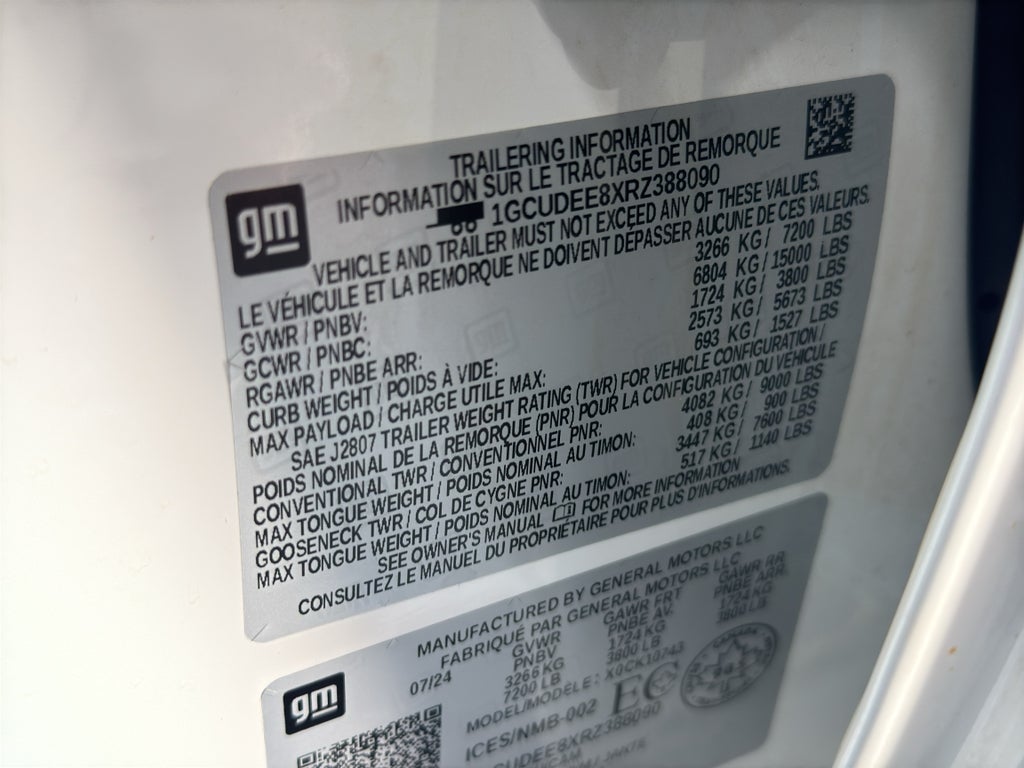 TRAILERING INFORMATION
INFORMATION SUR LE TRACTAGE DE REMORQUE
gm
1GCUDEE8XRZ388090
VEHICLE AND TRAILER MUST NOT EXCEED ANY OF THESE VALUES.
LE VÉHICULE ET LA REMORQUE NE DOIVENT DÉPASSER AUCUNE DE CES VALEURS.
GVWR / PNBV: 3266 KG / 7200 LBS
GCWR / PNBC: 6804 KG / 15000 LBS
RGAWR / PNBE ARR: 1724 KG / 3800 LBS
CURB WEIGHT / POIDS À VIDE: 2573 KG / 5673 LBS
MAX PAYLOAD / CHARGE UTILE MAX: 693 KG / 1527 LBS
SAE J2807 TRAILER WEIGHT RATING (TWR) FOR VEHICLE CONFIGURATION /
POIDS NOMINAL DE LA REMORQUE (PNR) POUR LA CONFIGURATION DU VÉHICULE
CONVENTIONAL TWR / CONVENTIONNEL PNR: 4082 KG / 9000 LBS
MAX TONGUE WEIGHT / POIDS NOMINAL AU TIMON: 408 KG / 900 LBS
GOOSENECK TWR / COL DE CYGNE PNR: 3447 KG / 7600 LBS
MAX TONGUE WEIGHT / POIDS NOMINAL AU TIMON: 517 KG / 1140 LBS
SEE OWNER'S MANUAL FOR MORE INFORMATION
CONSULTEZ LE MANUEL DU PROPRIÉTAIRE POUR PLUS D'INFORMATIONS.
MANUFACTURED BY GENERAL MOTORS LLC
FABRIQUÉ PAR GENERAL MOTORS LLC
gm
07/24
GVWR GAWR FRT GAWR RR
PNBV PNBE AV. PNBE ARR.
3266 KG 1724 KG 1724 KG
7200 LB 3800 LB 3800 LB
MODEL/MODÈLE: X0CK10743
ICES/NMB-002 EC
CUDEE8XRZ388090